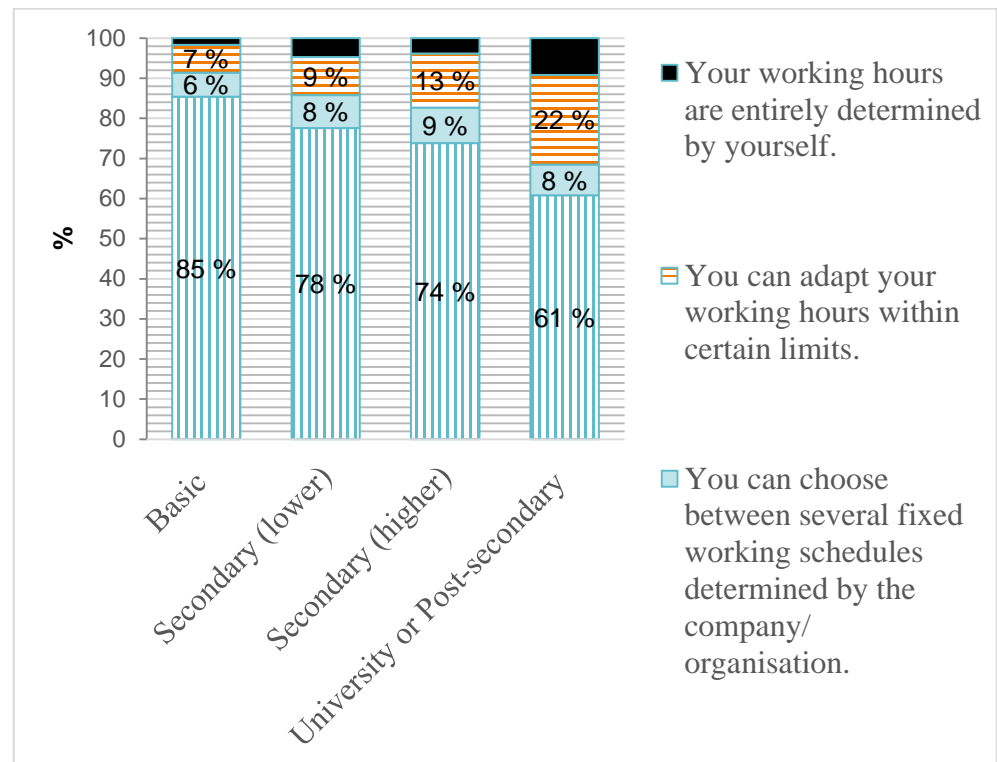 100
90
80
70
60
50
40
30
20
10
0
%
7 %
6 %
85 %
9 %
8 %
78 %
13 %
9 %
74 %
22 %
8 %
61 %
Basic
Secondary (lower)
Secondary (higher)
University or Post-secondary
Your working hours
are entirely determined
by yourself.
You can adapt your
working hours within
certain limits.
You can choose
between several fixed
working schedules
determined by the
company/
organisation.